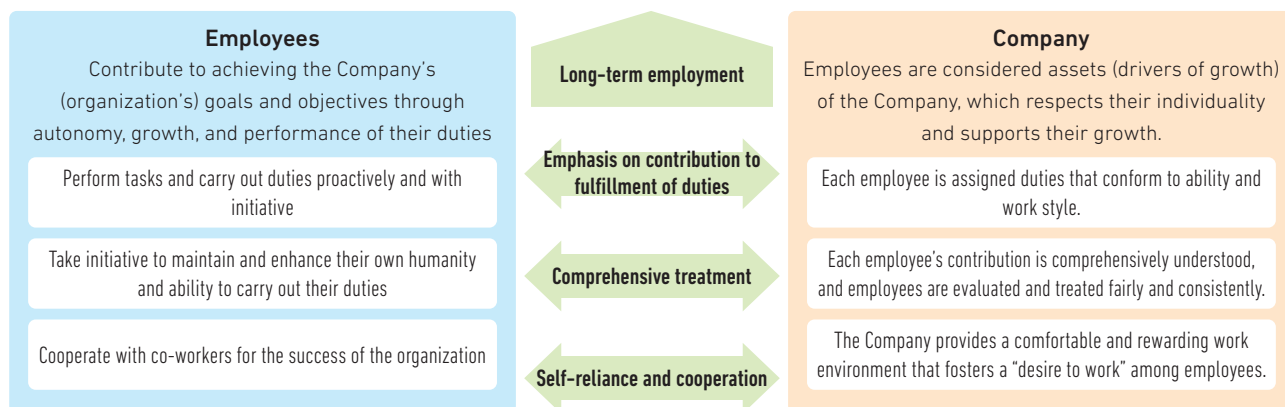 Employees
Contribute to achieving the Company's
(organization's) goals and objectives through
autonomy, growth, and performance of their duties
Perform tasks and carry out duties proactively and with
initiative
Take initiative to maintain and enhance their own humanity
and ability to carry out their duties
Cooperate with co-workers for the success of the organization
Long-term employment
Emphasis on contribution to
fulfillment of duties
Comprehensive treatment
Self-reliance and cooperation
Company
Employees are considered assets (drivers of growth)
of the Company, which respects their individuality
and supports their growth.
Each employee is assigned duties that conform to ability and
work style.
Each employee's contribution is comprehensively understood,
and employees are evaluated and treated fairly and consistently.
The Company provides a comfortable and rewarding work
environment that fosters a “desire to work” among employees.